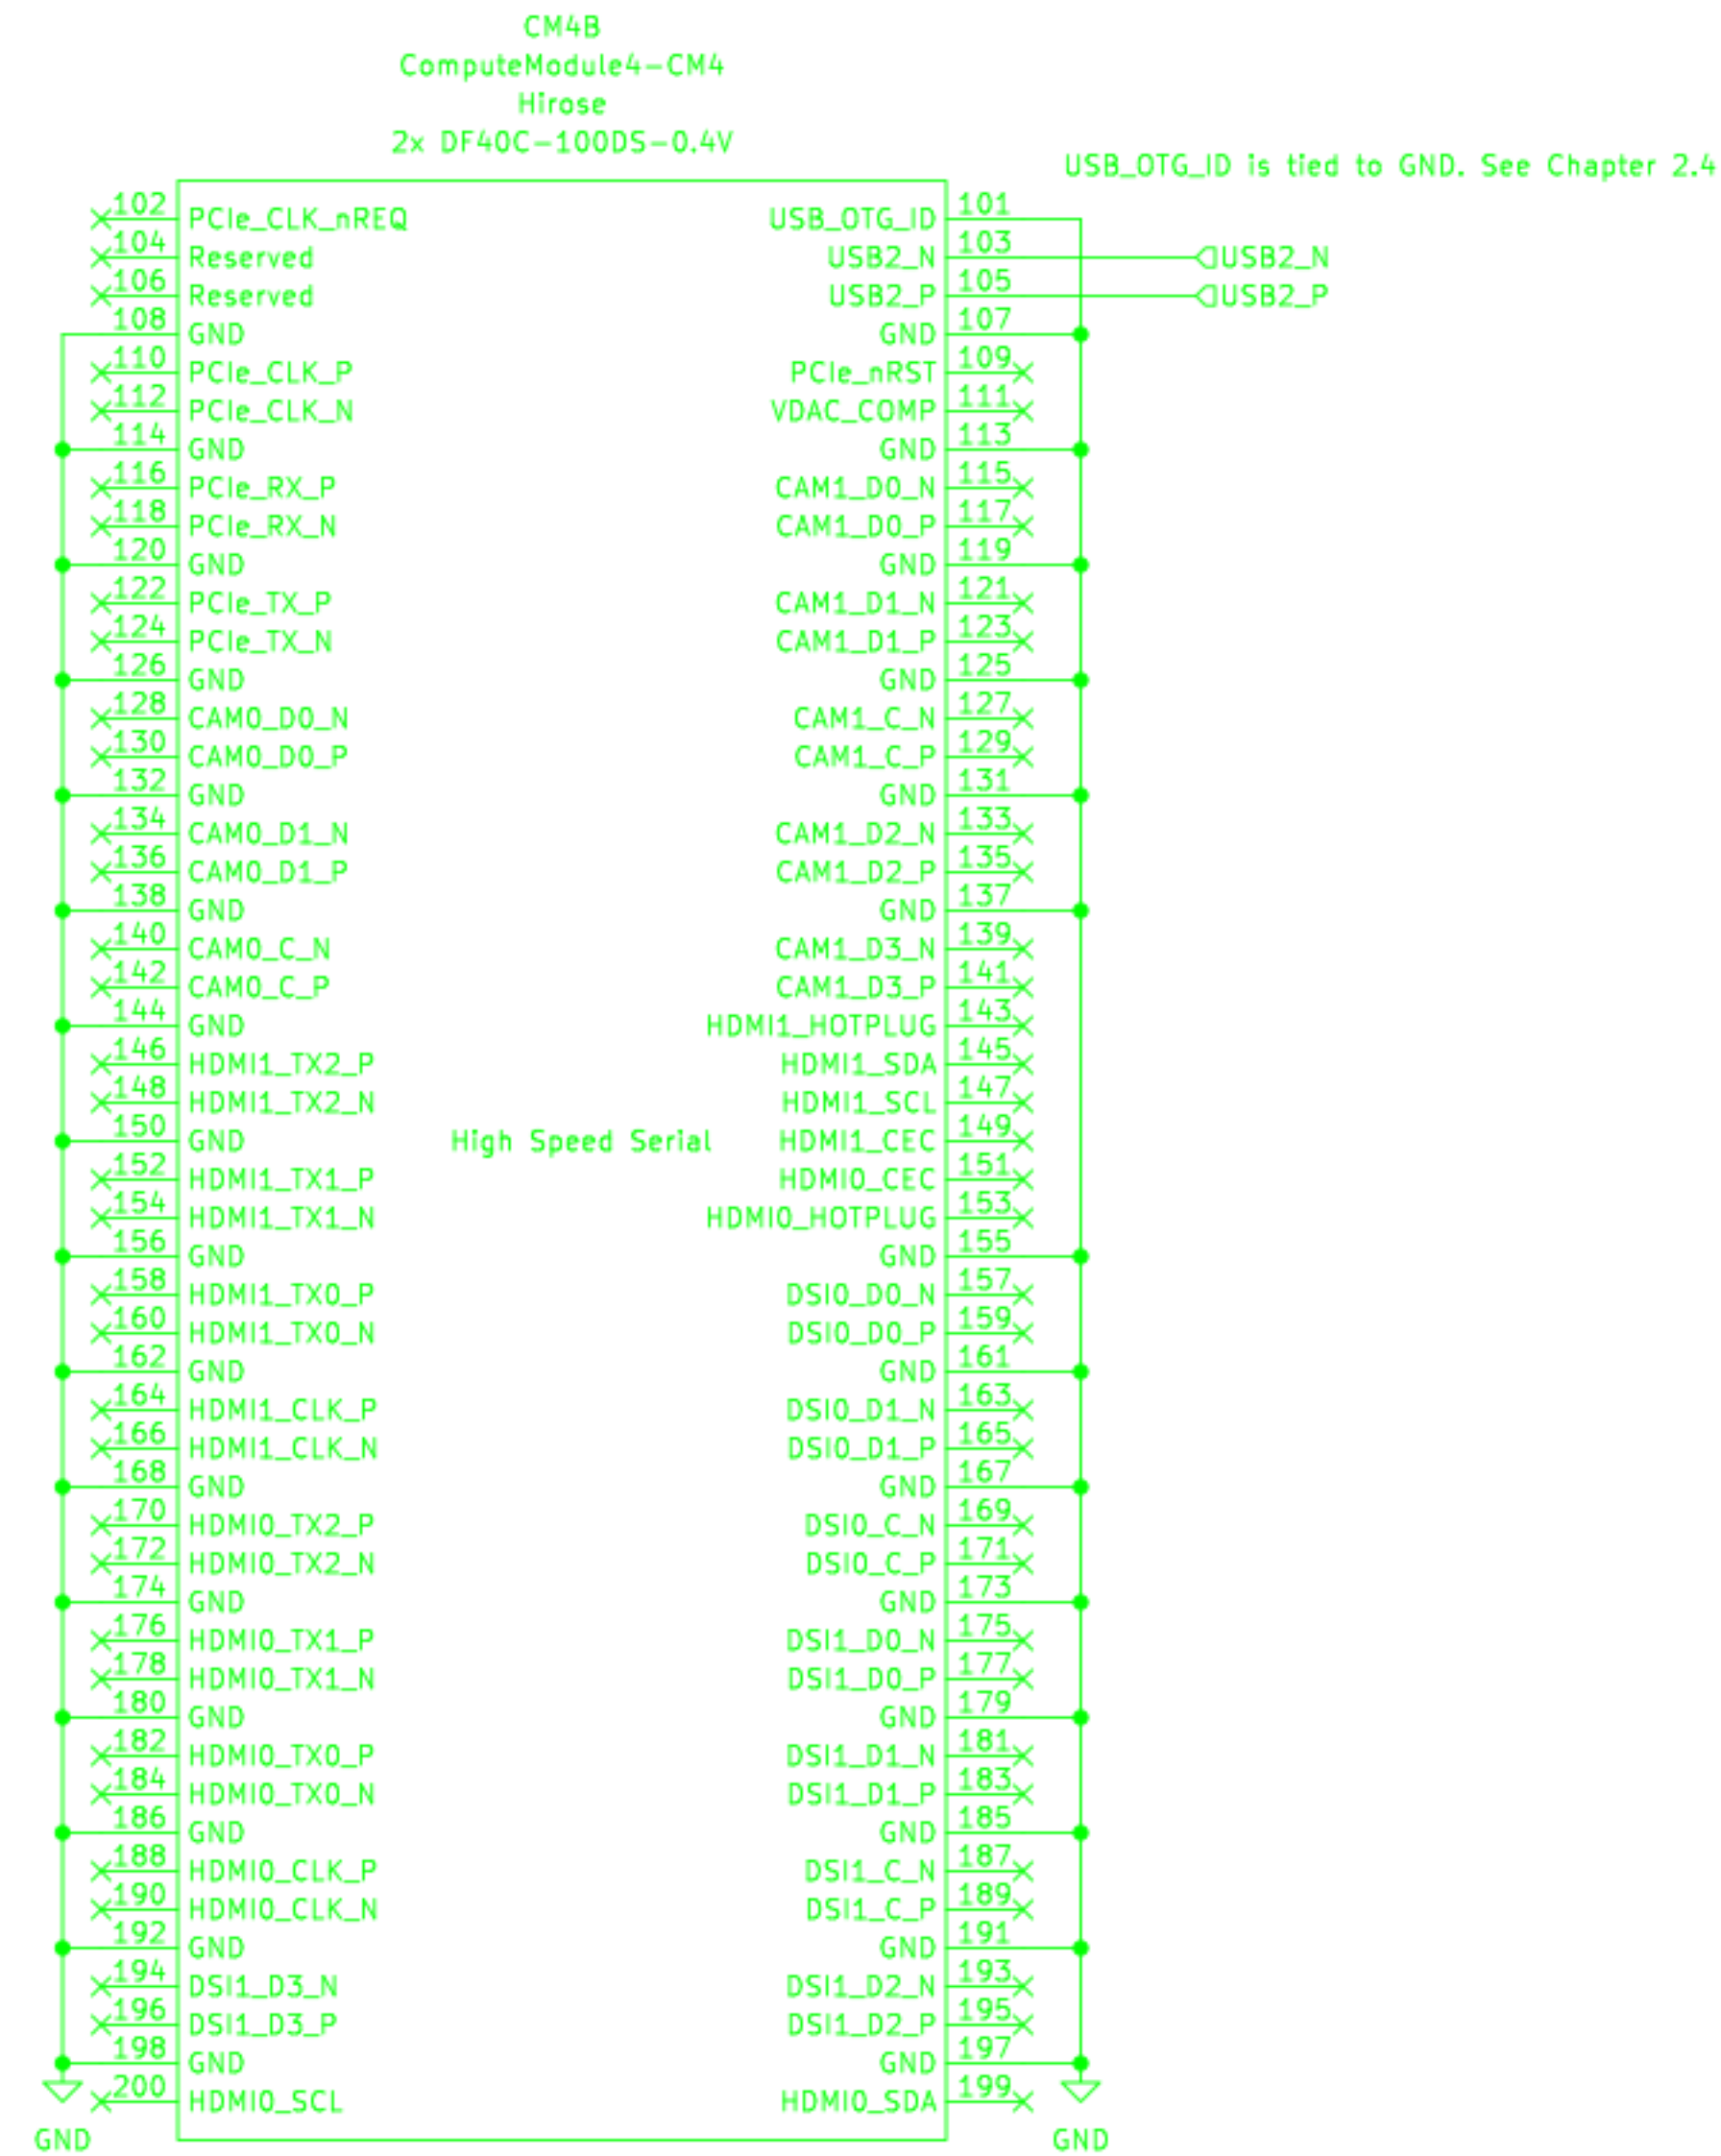 CM4B
ComputeModule4-CM4
Hirose
2x DF40C-100DS-0.4V
USB_OTG_ID is tied to GND. See Chapter 2.4
102 PCIe_CLK_nREQ USB_OTG_ID 101
104 Reserved USB2_N 103 USB2_N
106 Reserved USB2_P 105 USB2_P
108 GND GND 107
110 PCIe_CLK_P PCIe_nRST 109
112 PCIe_CLK_N VDAC_COMP 111
114 GND GND 113
116 PCIe_RX_P CAM1_D0_N 115
118 PCIe_RX_N CAM1_D0_P 117
120 GND GND 119
122 PCIe_TX_P CAM1_D1_N 121
124 PCIe_TX_N CAM1_D1_P 123
126 GND GND 125
128 CAM0_D0_N CAM1_C_N 127
130 CAM0_D0_P CAM1_C_P 129
132 GND GND 131
134 CAM0_D1_N CAM1_D2_N 133
136 CAM0_D1_P CAM1_D2_P 135
138 GND GND 137
140 CAM0_C_N CAM1_D3_N 139
142 CAM0_C_P CAM1_D3_P 141
144 GND HDMI1_HOTPLUG 143
146 HDMI1_TX2_P HDMI1_SDA 145
148 HDMI1_TX2_N HDMI1_SCL 147
150 GND High Speed Serial HDMI1_CEC 149
152 HDMI1_TX1_P HDMI0_CEC 151
154 HDMI1_TX1_N HDMI0_HOTPLUG 153
156 GND GND 155
158 HDMI1_TX0_P DSI0_D0_N 157
160 HDMI1_TX0_N DSI0_D0_P 159
162 GND GND 161
164 HDMI1_CLK_P DSI0_D1_N 163
166 HDMI1_CLK_N DSI0_D1_P 165
168 GND GND 167
170 HDMI0_TX2_P DSI0_C_N 169
172 HDMI0_TX2_N DSI0_C_P 171
174 GND GND 173
176 HDMI0_TX1_P DSI1_D0_N 175
178 HDMI0_TX1_N DSI1_D0_P 177
180 GND GND 179
182 HDMI0_TX0_P DSI1_D1_N 181
184 HDMI0_TX0_N DSI1_D1_P 183
186 GND GND 185
188 HDMI0_CLK_P DSI1_C_N 187
190 HDMI0_CLK_N DSI1_C_P 189
192 GND GND 191
194 DSI1_D3_N DSI1_D2_N 193
196 DSI1_D3_P DSI1_D2_P 195
198 GND GND 197
200 HDMI0_SCL HDMI0_SDA 199
GND GND